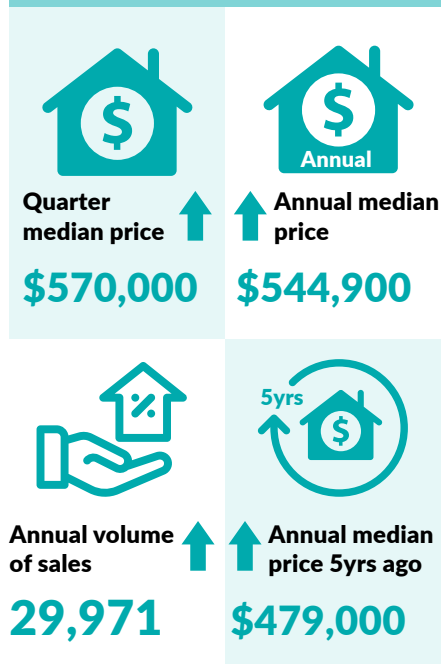 $
$
Annual
Quarter
median price
$570,000
Annual median
price
$544,900
%
5yrs
$
Annual volume
of sales
29,971
Annual median
price 5yrs ago
$479,000